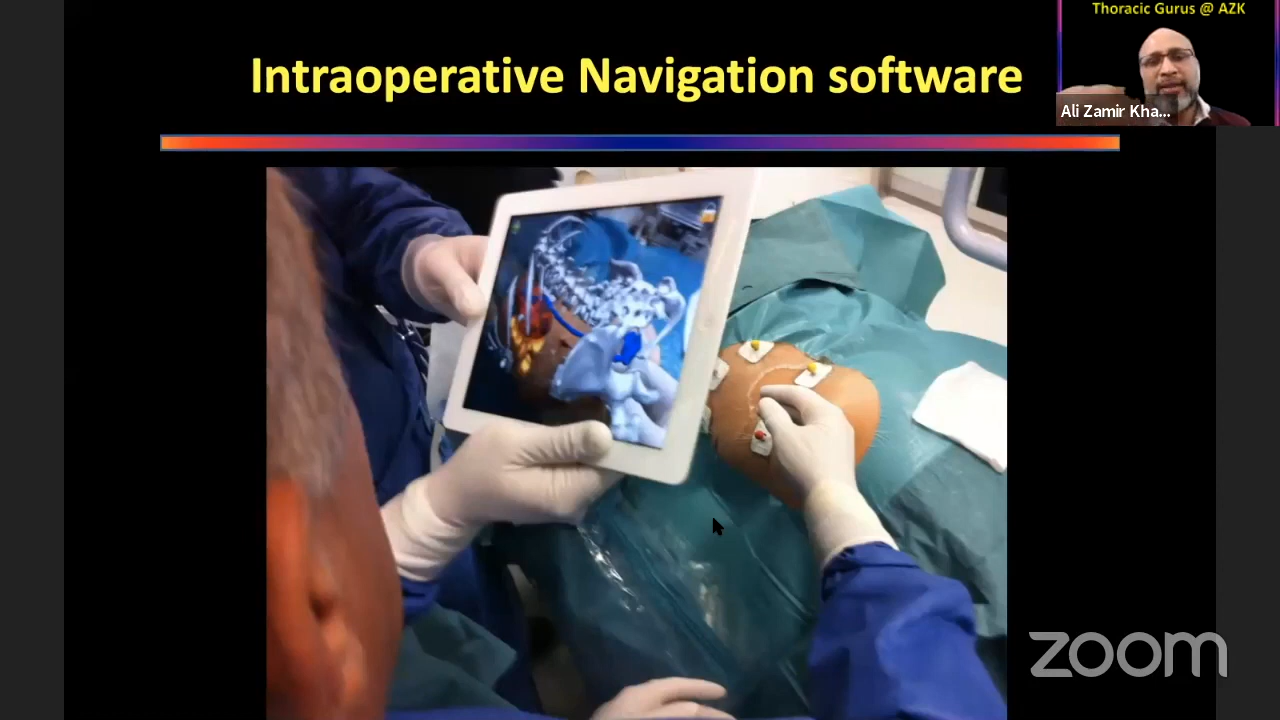 Thoracic Gurus @ AZK
Intraoperative Navigation software
Ali Zamir Kha...
zoom